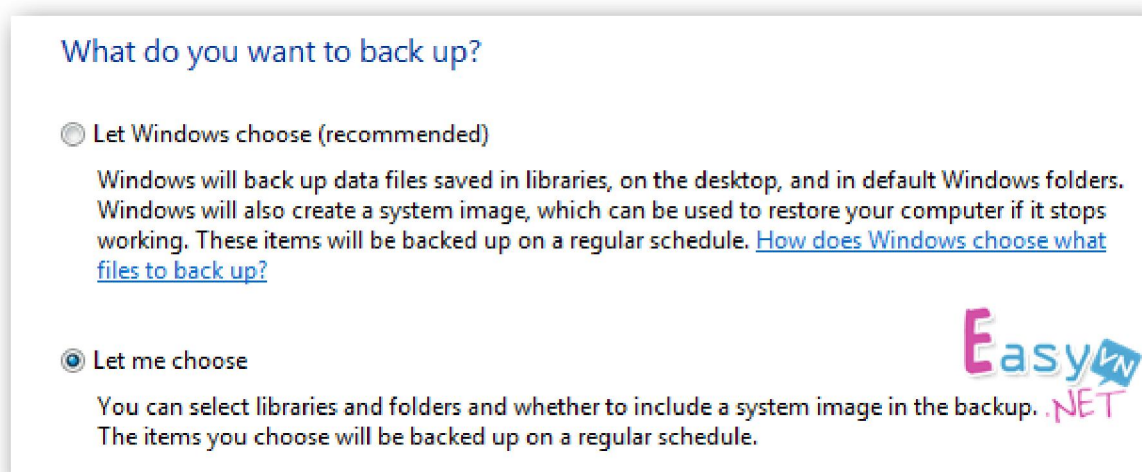 What do you want to back up?
Let Windows choose (recommended)
Windows will back up data files saved in libraries, on the desktop, and in default Windows folders.
Windows will also create a system image, which can be used to restore your computer if it stops
working. These items will be backed up on a regular schedule. How does Windows choose what
files to back up?
Let me choose
You can select libraries and folders and whether to include a system image in the backup.
The items you choose will be backed up on a regular schedule.
Easy VN
.NET